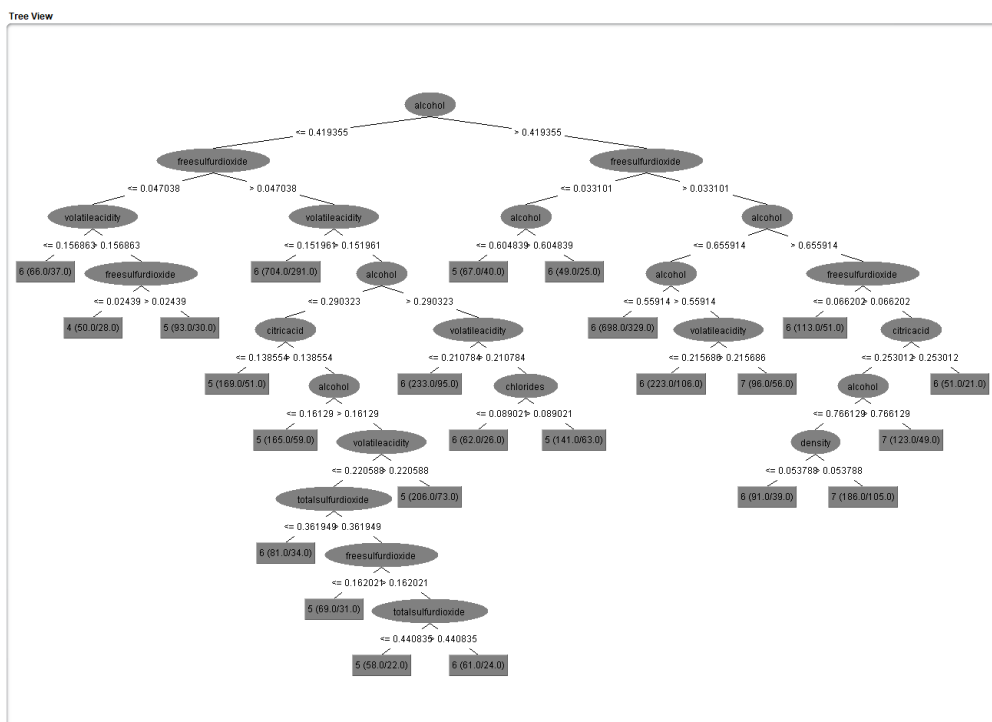 Tree View
alcohol
<= 0.419355 > 0.419355
freesulfurdioxide freesulfurdioxide
<= 0.047038 > 0.047038 <= 0.033101 > 0.033101
volatileacidity volatileacidity alcohol alcohol
<= 0.156863 > 0.156863 <= 0.151961 > 0.151961 <= 0.604839 > 0.604839 <= 0.655914 > 0.655914
6 (66.0/37.0) freesulfurdioxide 6 (704.0/291.0) alcohol 5 (67.0/40.0) 6 (49.0/25.0) alcohol freesulfurdioxide
<= 0.02439 > 0.02439 <= 0.290323 > 0.290323 <= 0.55914 > 0.55914 <= 0.066202 > 0.066202
4 (50.0/28.0) 5 (93.0/30.0) citricacid volatileacidity 6 (698.0/329.0) volatileacidity 6 (113.0/51.0) citricacid
<= 0.138554 > 0.138554 <= 0.210784 > 0.210784 <= 0.215686 > 0.215686 <= 0.253012 > 0.253012
5 (169.0/51.0) alcohol 6 (233.0/95.0) chlorides 6 (223.0/106.0) 7 (96.0/56.0) alcohol 6 (51.0/21.0)
<= 0.16129 > 0.16129 <= 0.089021 > 0.089021 <= 0.766129 > 0.766129
5 (165.0/59.0) volatileacidity 6 (62.0/26.0) 5 (141.0/63.0) density 7 (123.0/49.0)
<= 0.220588 > 0.220588 <= 0.053788 > 0.053788
totalsulfurdioxide 5 (206.0/73.0) 6 (91.0/39.0) 7 (186.0/105.0)
<= 0.361949 > 0.361949
6 (81.0/34.0) freesulfurdioxide
<= 0.162021 > 0.162021
5 (69.0/31.0) totalsulfurdioxide
<= 0.440835 > 0.440835
5 (58.0/22.0) 6 (61.0/24.0)